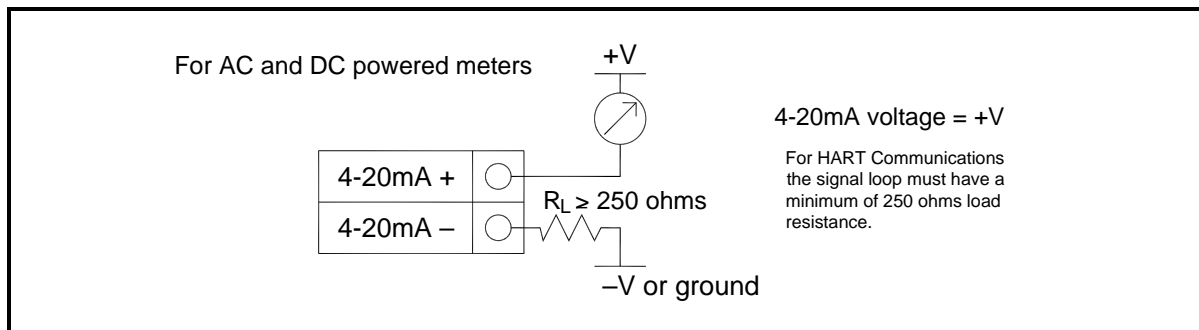 For AC and DC powered meters
+V
4-20mA voltage = +V
For HART Communications
the signal loop must have a
minimum of 250 ohms load
resistance.
4-20mA +
RL ≥ 250 ohms
4-20mA –
–V or ground